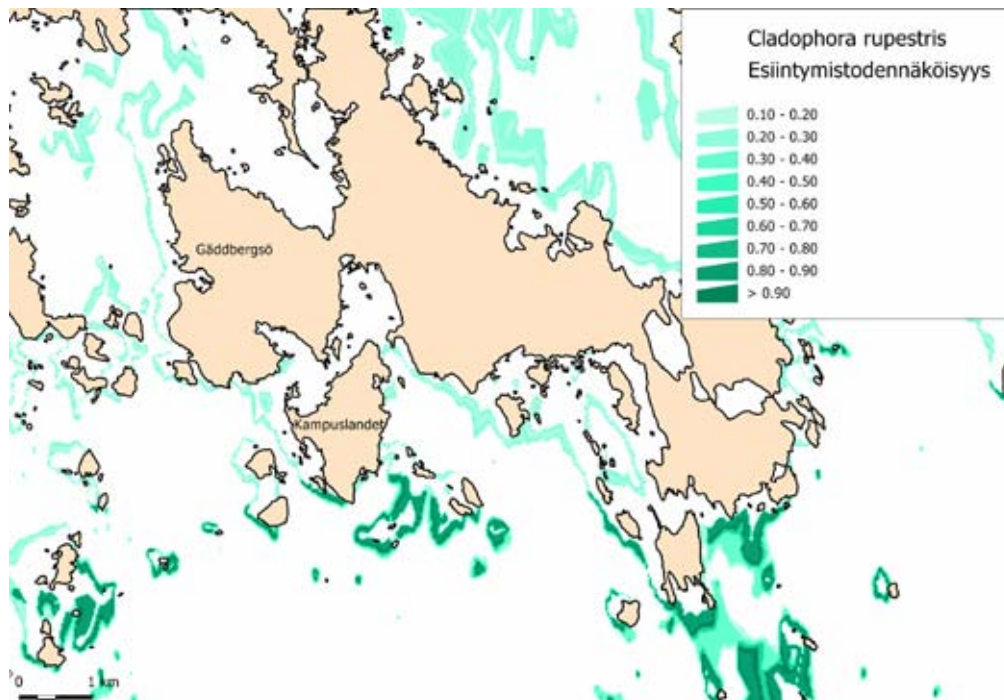 Cladophora rupestris
Esiintymistodennäköisyys
0.10 - 0.20
0.20 - 0.30
0.30 - 0.40
0.40 - 0.50
0.50 - 0.60
0.60 - 0.70
0.70 - 0.80
0.80 - 0.90
> 0.90
Gäddbergsö
Kampuslandet
0 1 km